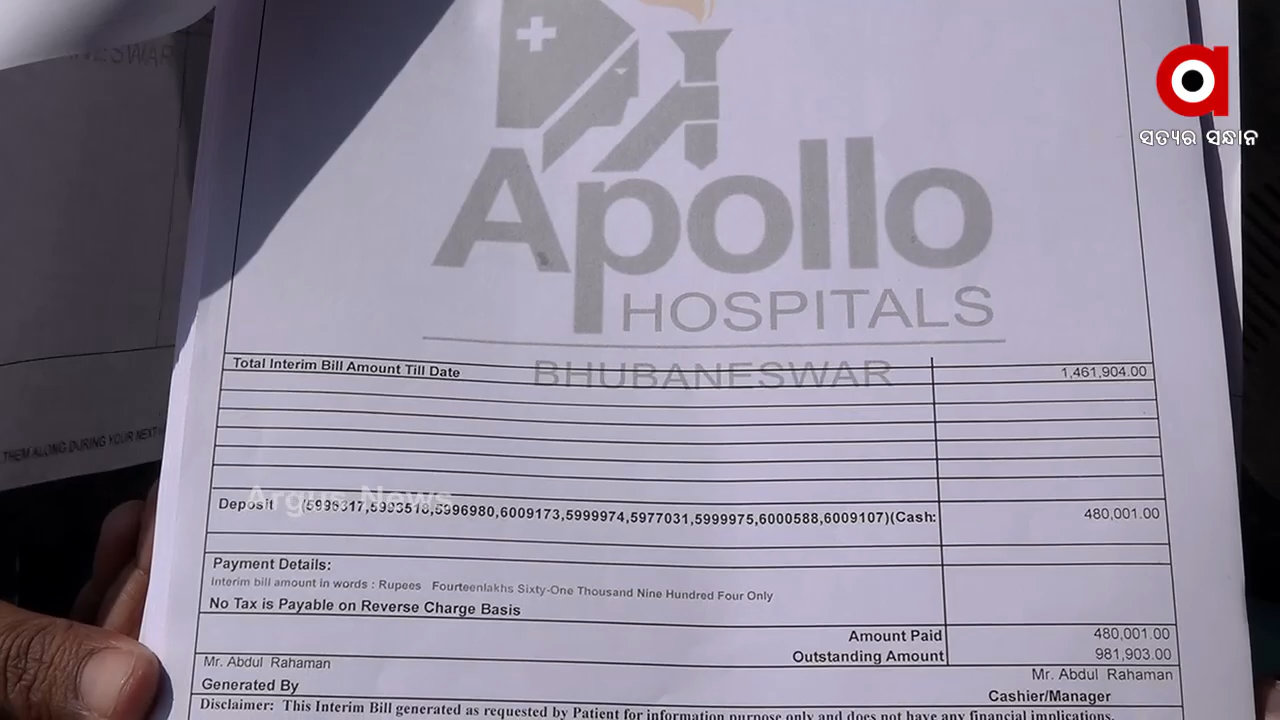 ସତ୍ୟର ସନ୍ଧାନ
Apollo
HOSPITALS
BHUBANESWAR
Total Interim Bill Amount Till Date 1,461,904.00
THEM ALONG DURING YOUR NEXT
Argus News
Deposit (5996317,5993518,5996980,6009173,5999974,5977031,5999975,6000588,6009107)(Cash: 480,001.00
Payment Details:
Interim bill amount in words : Rupees Fourteenlakhs Sixty-One Thousand Nine Hundred Four Only
No Tax is Payable on Reverse Charge Basis
Amount Paid 480,001.00
Outstanding Amount 981,903.00
Mr. Abdul Rahaman Mr. Abdul Rahaman
Generated By Cashier/Manager
Disclaimer: This Interim Bill generated as requested by Patient for information purpose only and does not have any financial implications.